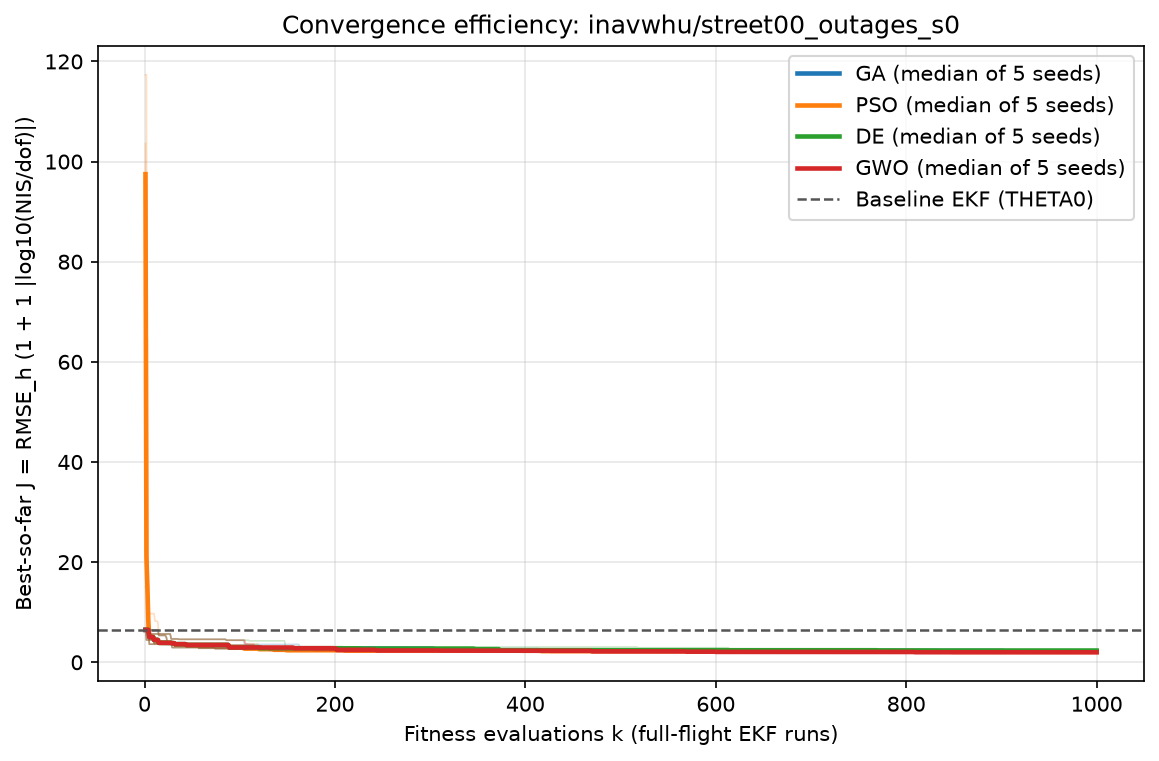 Convergence efficiency: inavwhu/street00_outages_s0
Best-so-far J = RMSE_h (1 + 1 |log10(NIS/dof)|)
120
100
80
60
40
20
0
GA (median of 5 seeds)
PSO (median of 5 seeds)
DE (median of 5 seeds)
GWO (median of 5 seeds)
Baseline EKF (THETA0)
0
200
400
600
800
1000
Fitness evaluations k (full-flight EKF runs)